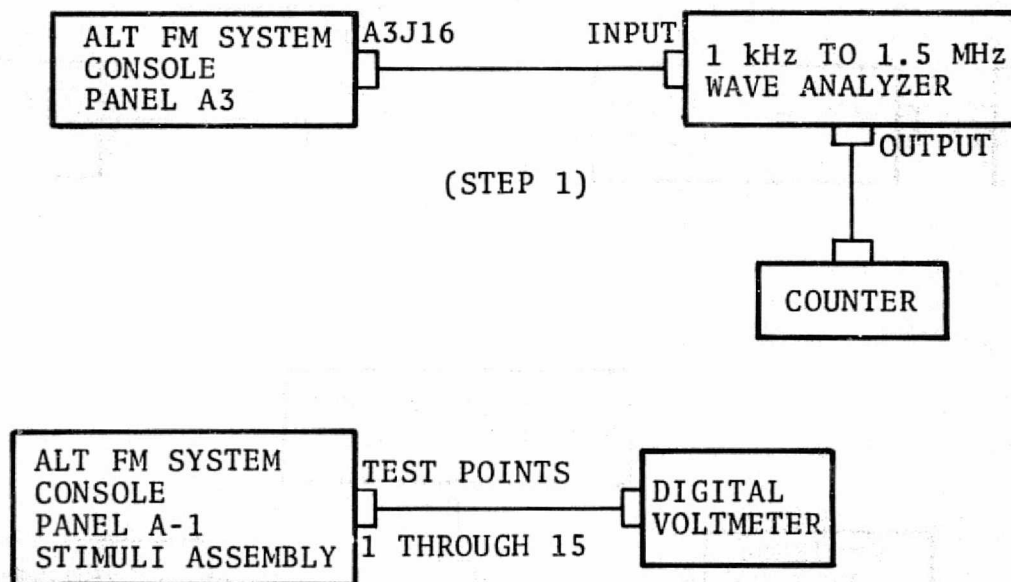 ALT FM SYSTEM
CONSOLE
PANEL A3
A3J16
INPUT
1 kHz TO 1.5 MHz
WAVE ANALYZER
OUTPUT
(STEP 1)
COUNTER
ALT FM SYSTEM
CONSOLE
PANEL A-1
STIMULI ASSEMBLY
TEST POINTS
1 THROUGH 15
DIGITAL
VOLTMETER